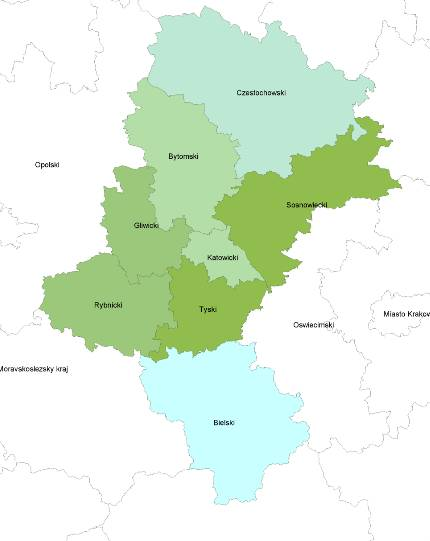 Czestochowski
Bytomski
Opolski
Sosnowiecki
Gliwicki
Katowicki
Rybnicki
Tyski
Oswiecimski
Miasto Krakow
Moravskoslezsky kraj
Bielski